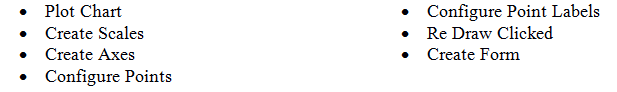 • Plot Chart
• Create Scales
• Create Axes
• Configure Points
• Configure Point Labels
• Re Draw Clicked
• Create Form